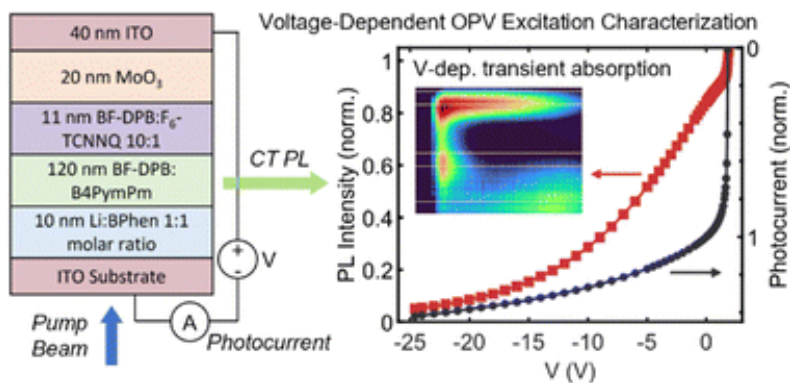 Voltage-Dependent OPV Excitation Characterization
40 nm ITO
20 nm MoO3
11 nm BF-DPB:F6-
TCNNQ 10:1
120 nm BF-DPB:
B4PymPm
10 nm Li:BPhen 1:1
molar ratio
ITO Substrate
CT PL
V
A
Pump
Beam
Photocurrent
V-dep. transient absorption
PL Intensity (norm.)
1
0.8
0.6
0.4
0.2
0
-25 -20 -15 -10 -5 0
V (V)
0
1
Photocurrent (norm.)